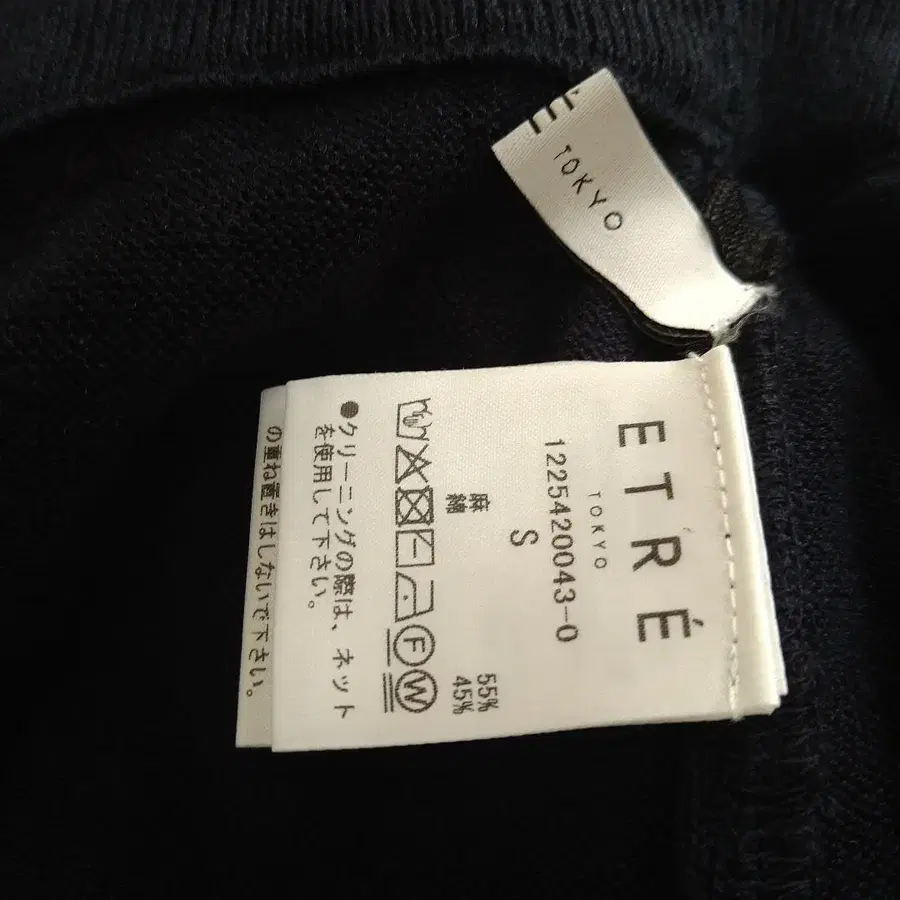 É
TOKYO
ETRÉ
TOKYO
1225420043-0
S
麻 55%
綿 45%
F W
●クリーニングの際は、ネット
を使用して下さい。
の重ね置きはしないで下さい。